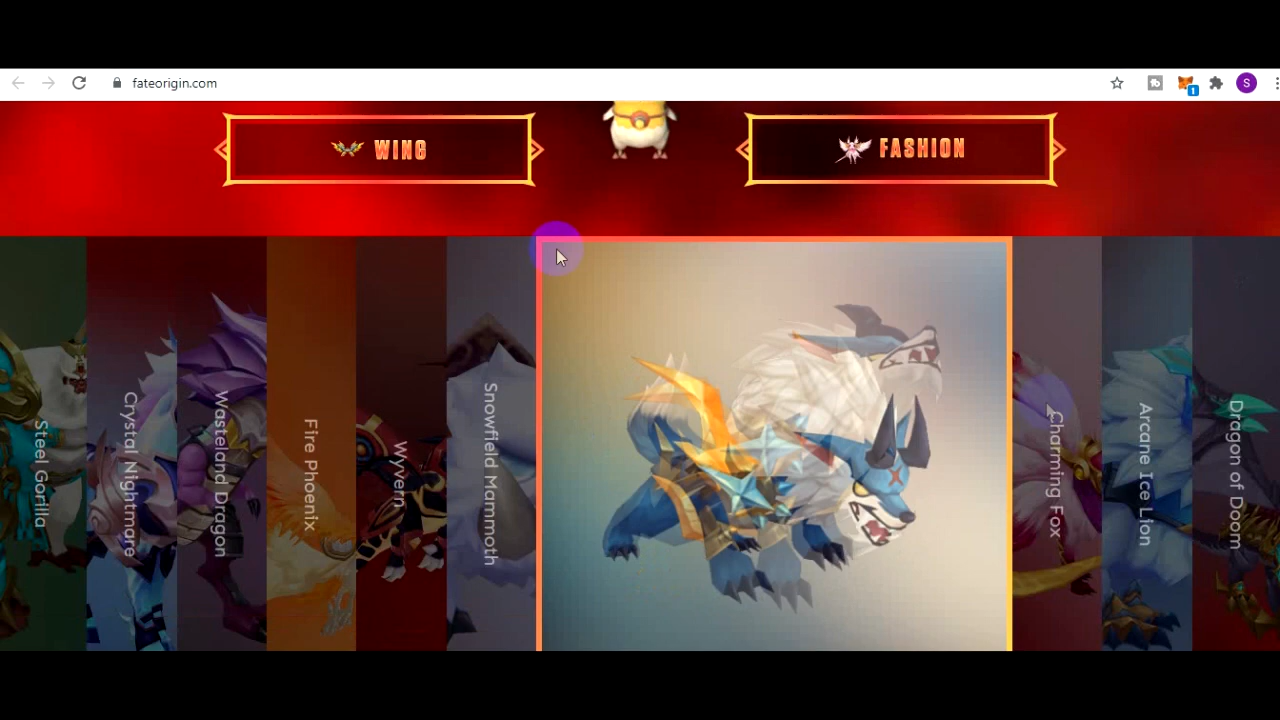 fateorigin.com
1
S
WING
FASHION
Steel Gorilla
Crystal Nightmare
Wasteland Dragon
Fire Phoenix
Wyvern
Snowfield Mammoth
Charming Fox
Arcane Ice Lion
Dragon of Doom